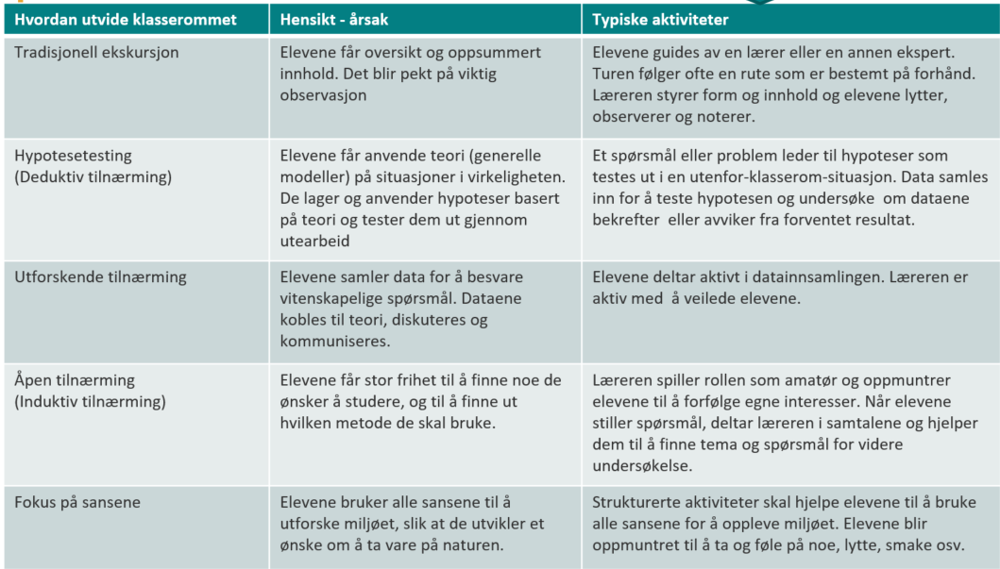 Hvordan utvide klasserommet
Hensikt - årsak
Typiske aktiviteter
Tradisjonell ekskursjon
Elevene får oversikt og oppsummert
innhold. Det blir pekt på viktig
observasjon
Elevene guides av en lærer eller en annen ekspert.
Turen følger ofte en rute som er bestemt på forhånd.
Læreren styrer form og innhold og elevene lytter,
observerer og noterer.
Hypotesetesting
(Deduktiv tilnærming)
Elevene får anvende teori (generelle
modeller) på situasjoner i virkeligheten.
De lager og anvender hypoteser basert
på teori og tester dem ut gjennom
utearbeid
Et spørsmål eller problem leder til hypoteser som
testes ut i en utenfor-klasserom-situasjon. Data samles
inn for å teste hypotesen og undersøke  om dataene
bekrefter  eller avviker fra forventet resultat.
Utforskende tilnærming
Elevene samler data for å besvare
vitenskapelige spørsmål. Dataene
kobles til teori, diskuteres og
kommuniseres.
Elevene deltar aktivt i datainnsamlingen. Læreren er
aktiv med  å veilede elevene.
Åpen tilnærming
(Induktiv tilnærming)
Elevene får stor frihet til å finne noe de
ønsker å studere, og til å finne ut
hvilken metode de skal bruke.
Læreren spiller rollen som amatør og oppmuntrer
elevene til å forfølge egne interesser. Når elevene
stiller spørsmål, deltar læreren i samtalene og hjelper
dem til å finne tema og spørsmål for videre
undersøkelse.
Fokus på sansene
Elevene bruker alle sansene til å
utforske miljøet, slik at de utvikler et
ønske om å ta vare på naturen.
Strukturerte aktiviteter skal hjelpe elevene til å bruke
alle sansene for å oppleve miljøet. Elevene blir
oppmuntret til å ta og føle på noe, lytte, smake osv.